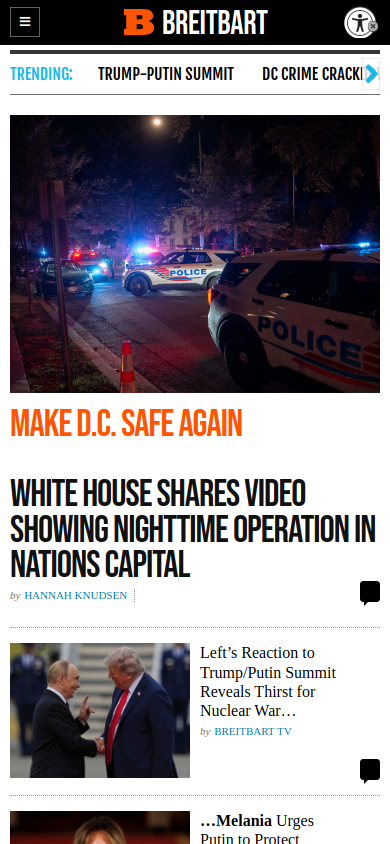 BREITBART
TRENDING: TRUMP-PUTIN SUMMIT DC CRIME
POLICE
POLICE
MAKE D.C. SAFE AGAIN
WHITE HOUSE SHARES VIDEO
SHOWING NIGHTTIME OPERATION IN
NATIONS CAPITAL
by HANNAH KNUDSEN
Left’s Reaction to
Trump/Putin Summit
Reveals Thirst for
Nuclear War…
by BREITBART TV
…Melania Urges
Putin to Protect